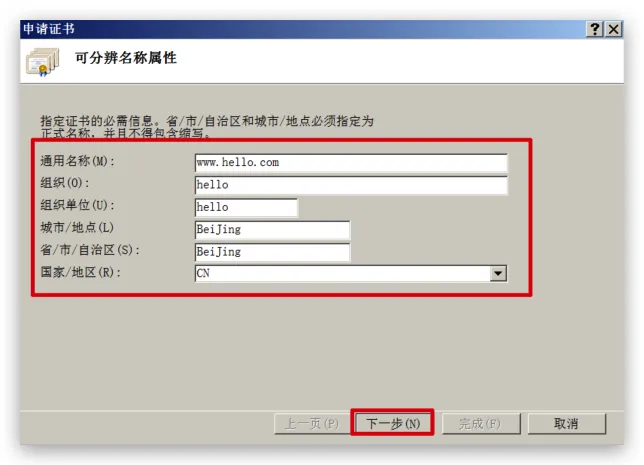 申请证书
可分辨名称属性
指定证书的必需信息。省/市/自治区和城市/地点必须指定为
正式名称，并且不得包含缩写。
通用名称(M): www.hello.com
组织(O): hello
组织单位(U): hello
城市/地点(L) BeiJing
省/市/自治区(S): BeiJing
国家/地区(R): CN
上一页(P) 下一步(N) 完成(F) 取消